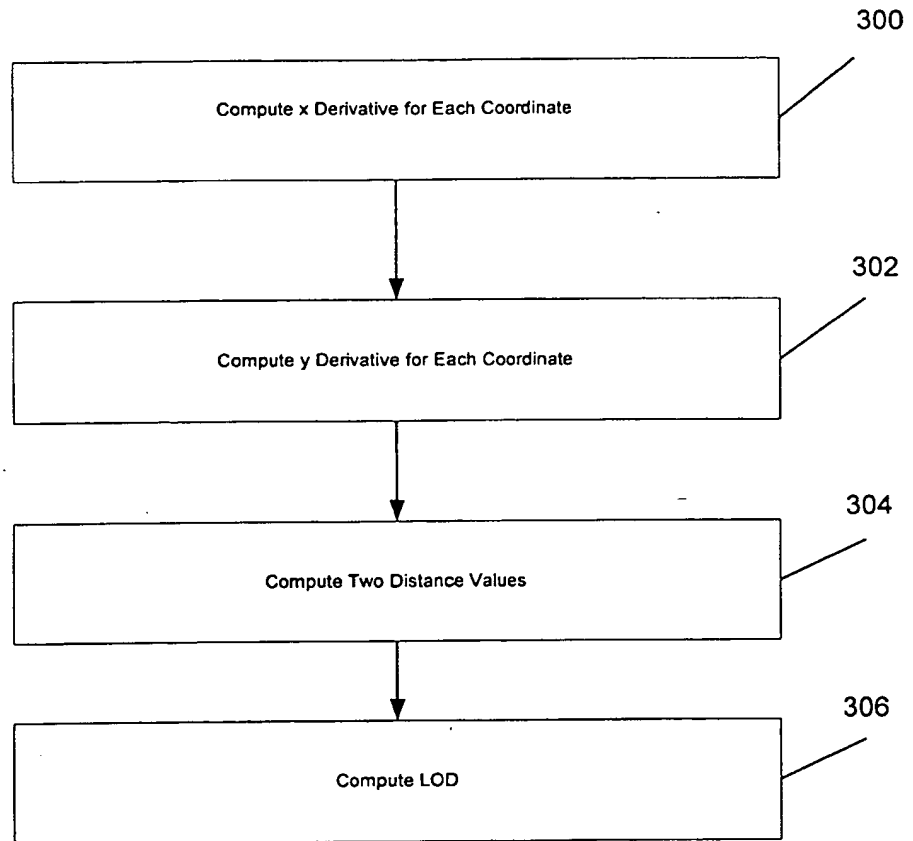 300
Compute x Derivative for Each Coordinate
302
Compute y Derivative for Each Coordinate
304
Compute Two Distance Values
306
Compute LOD